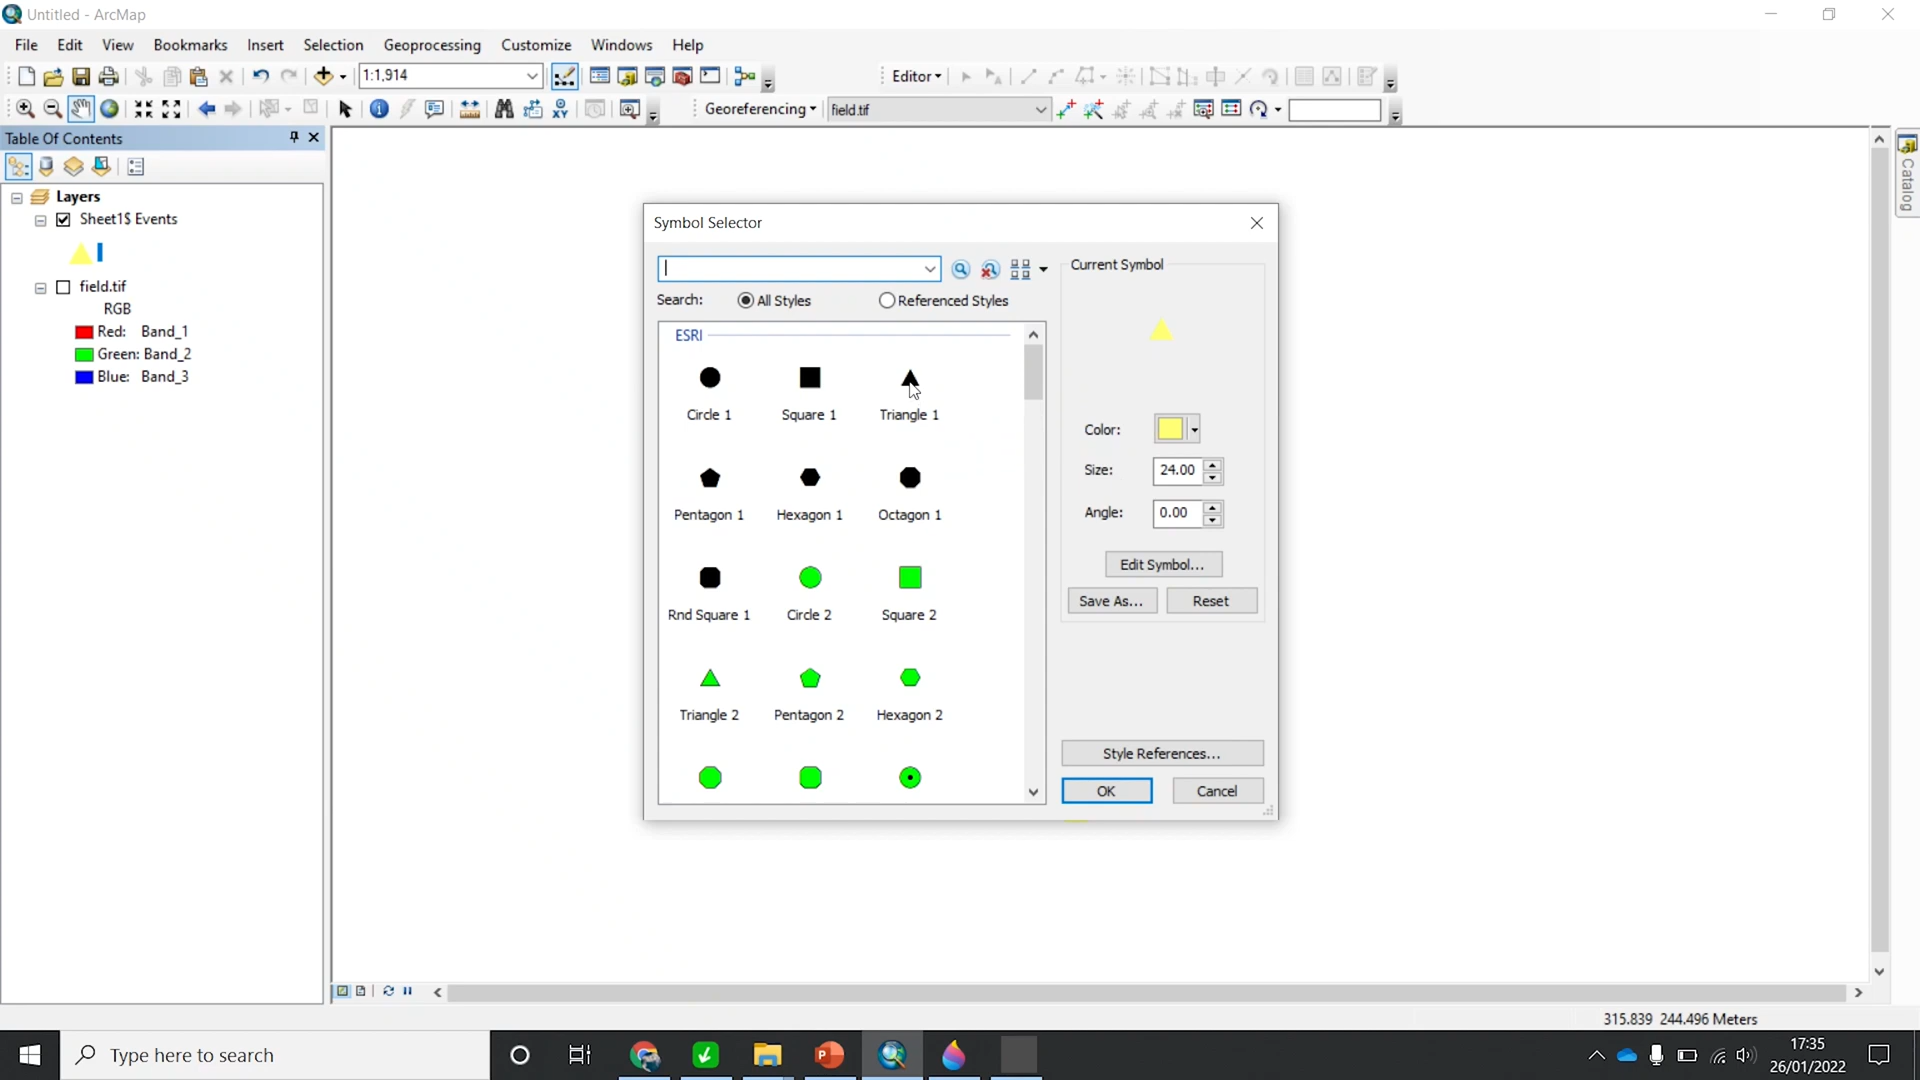 Untitled - ArcMap
File Edit View Bookmarks Insert Selection Geoprocessing Customize Windows Help
1:1,914
Editor
Georeferencing
field.tif
Table Of Contents
Layers
Sheet1$ Events
field.tif
RGB
Red: Band_1
Green: Band_2
Blue: Band_3
Catalog
Symbol Selector
Search:
All Styles
Referenced Styles
ESRI
Circle 1
Square 1
Triangle 1
Pentagon 1
Hexagon 1
Octagon 1
Rnd Square 1
Circle 2
Square 2
Triangle 2
Pentagon 2
Hexagon 2
Current Symbol
Color:
Size: 24.00
Angle: 0.00
Edit Symbol...
Save As...
Reset
Style References...
OK
Cancel
315.839 244.496 Meters
Type here to search
17:35
26/01/2022